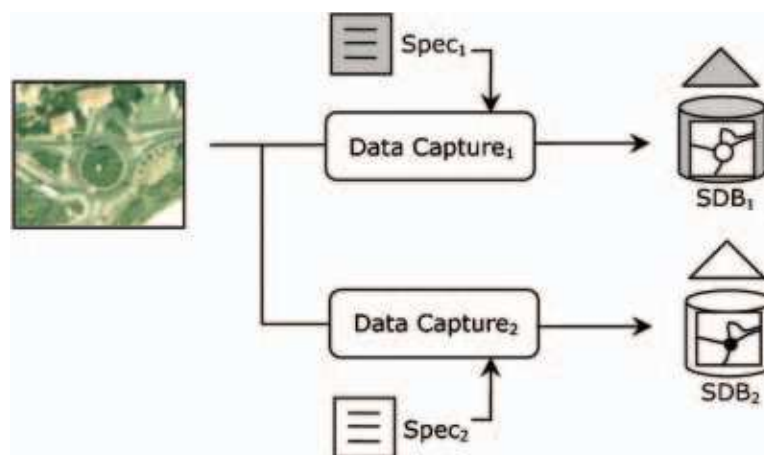 Spec₁
Data Capture₁
SDB₁
Data Capture₂
SDB₂
Spec₂